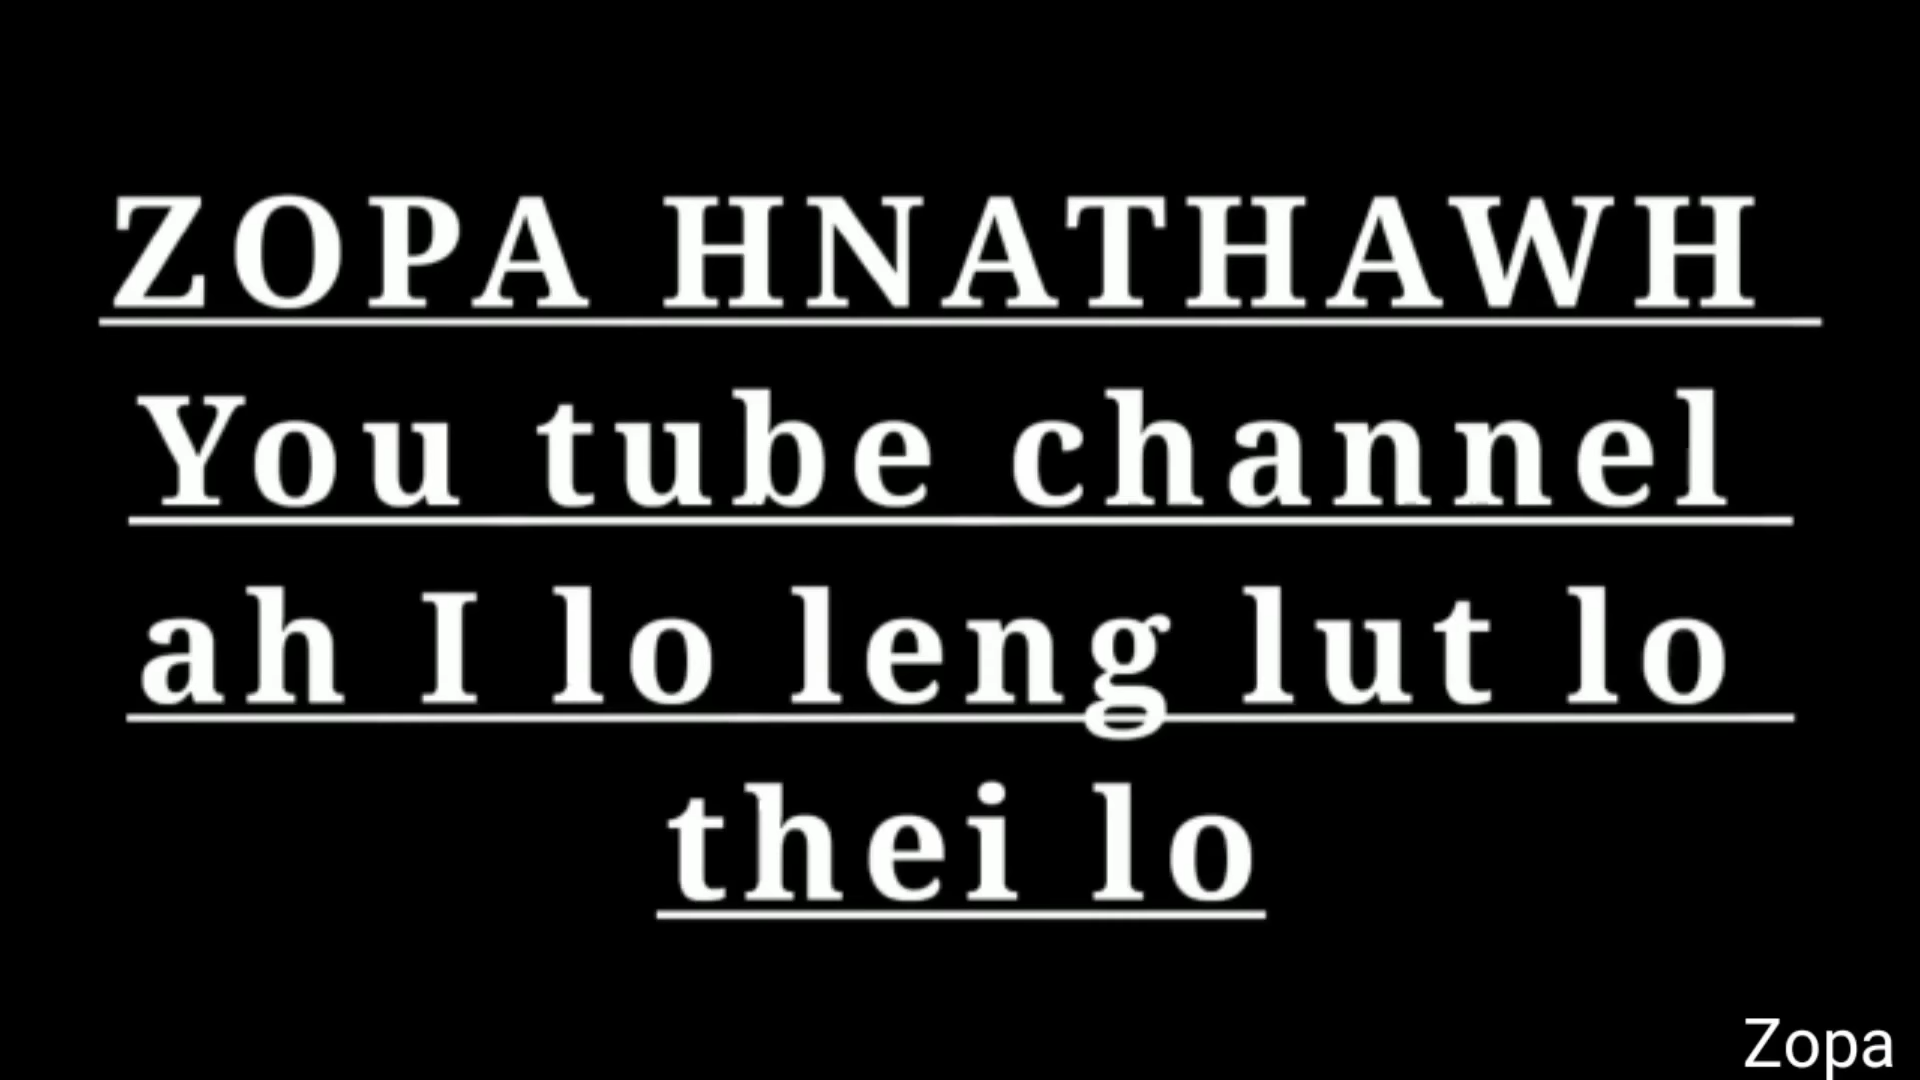 ZOPA HNATHAWH
You tube channel
ah I lo leng lut lo
thei lo
Zopa